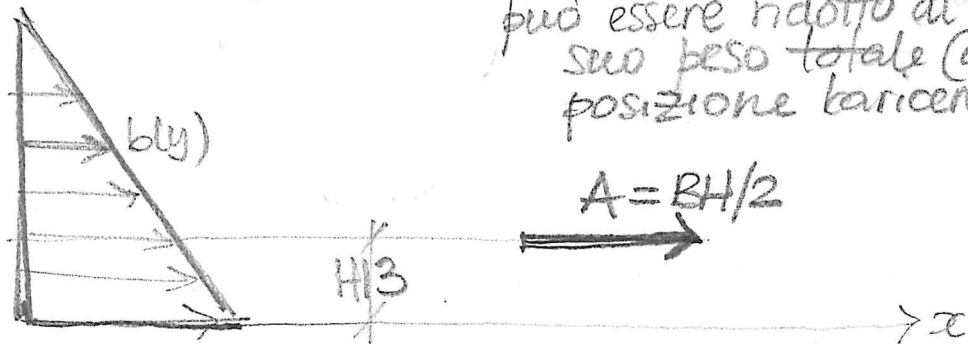 può essere ridotto al
suo peso totale (
posizione baricen
b(y)
A = BH/2
H/3
x